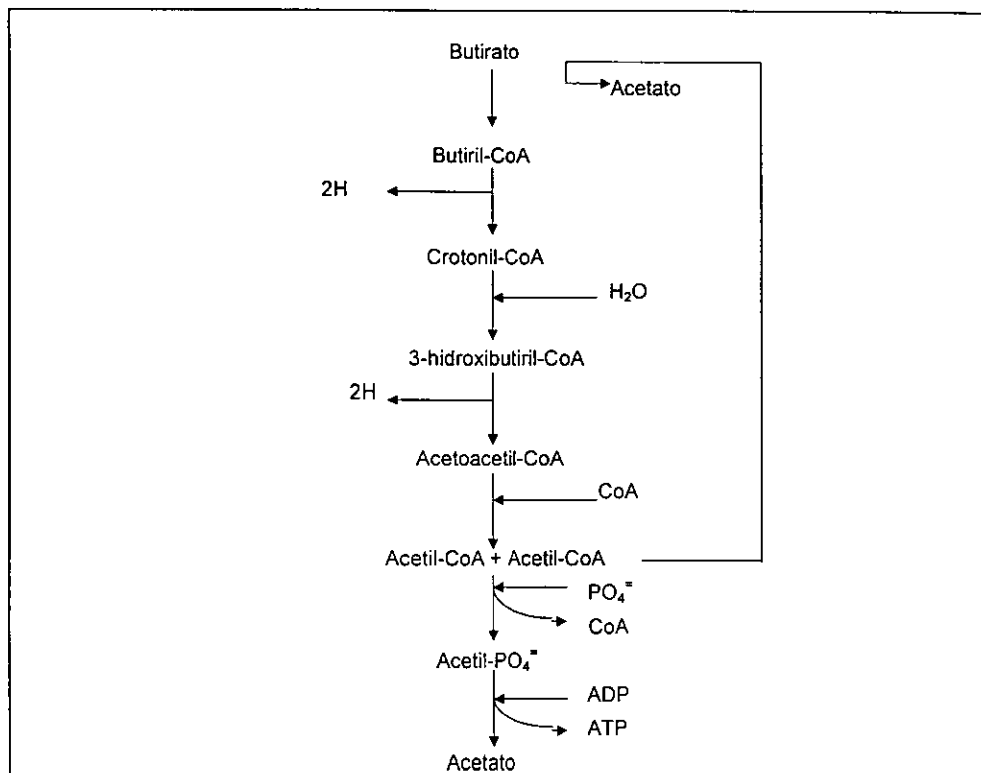 Butirato
Acetato
Butiril-CoA
2H
Crotonil-CoA
H₂O
3-hidroxibutiril-CoA
2H
Acetoacetil-CoA
CoA
Acetil-CoA + Acetil-CoA
PO₄⁼
CoA
Acetil-PO₄⁼
ADP
ATP
Acetato